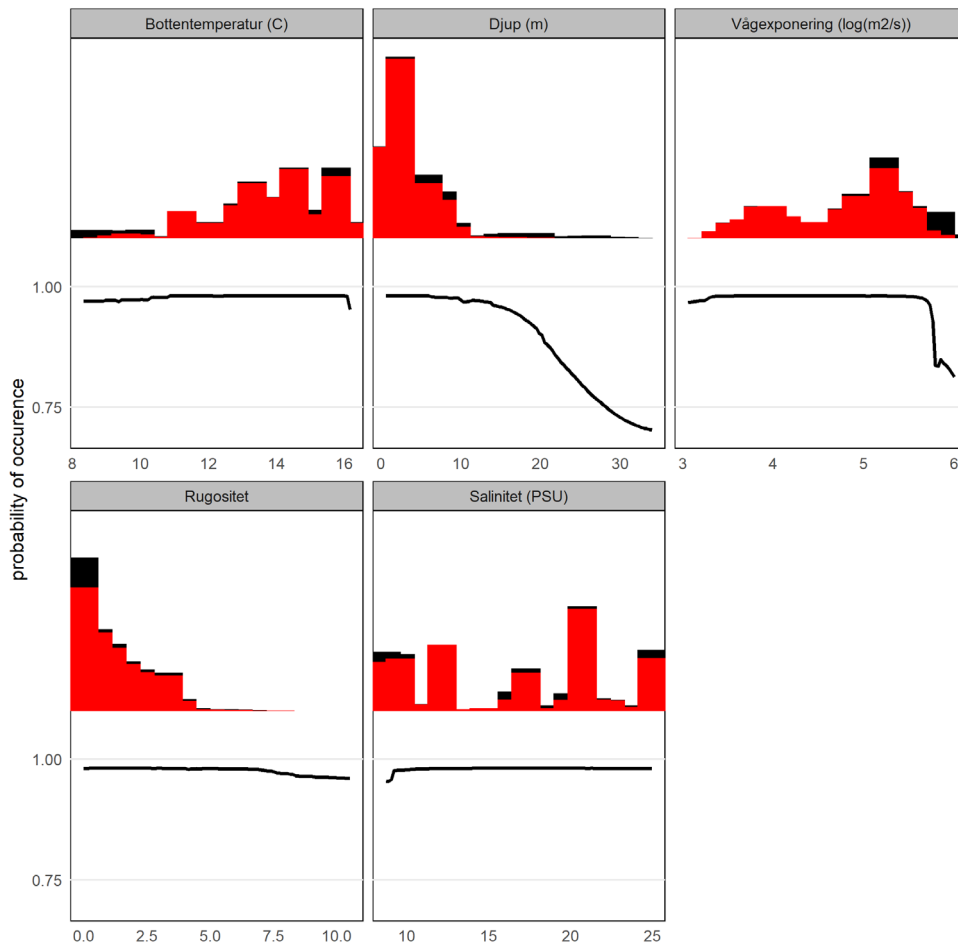 Bottentemperatur (C) Djup (m) Vågexponering (log(m2/s))
1.00
0.75
8 10 12 14 16 0 10 20 30 3 4 5 6
probability of occurence
Rugositet Salinitet (PSU)
1.00
0.75
0.0 2.5 5.0 7.5 10.0 10 15 20 25